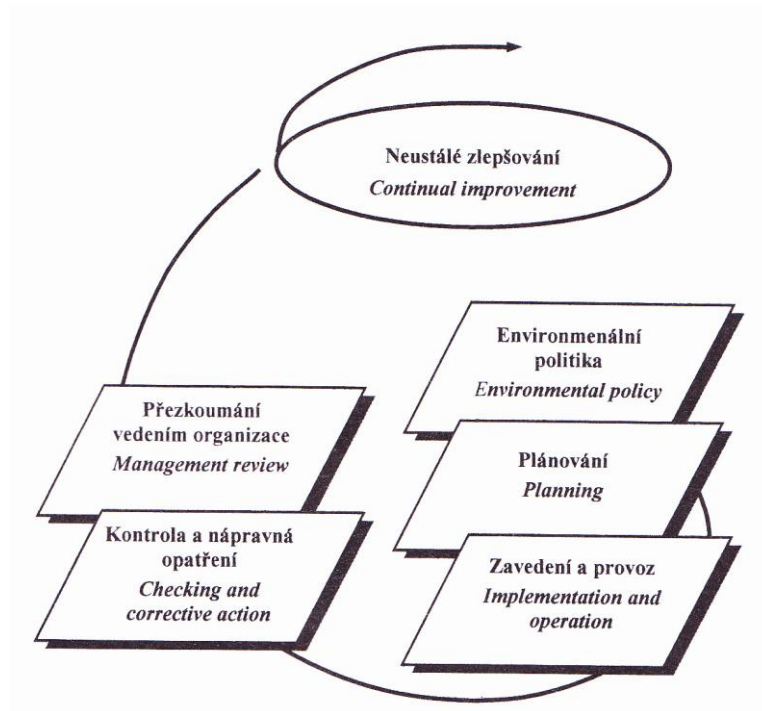 Neustálé zlepšování
Continual improvement
Environmenální
politika
Environmental policy
Plánování
Planning
Zavedení a provoz
Implementation and
operation
Přezkoumání
vedením organizace
Management review
Kontrola a nápravná
opatření
Checking and
corrective action